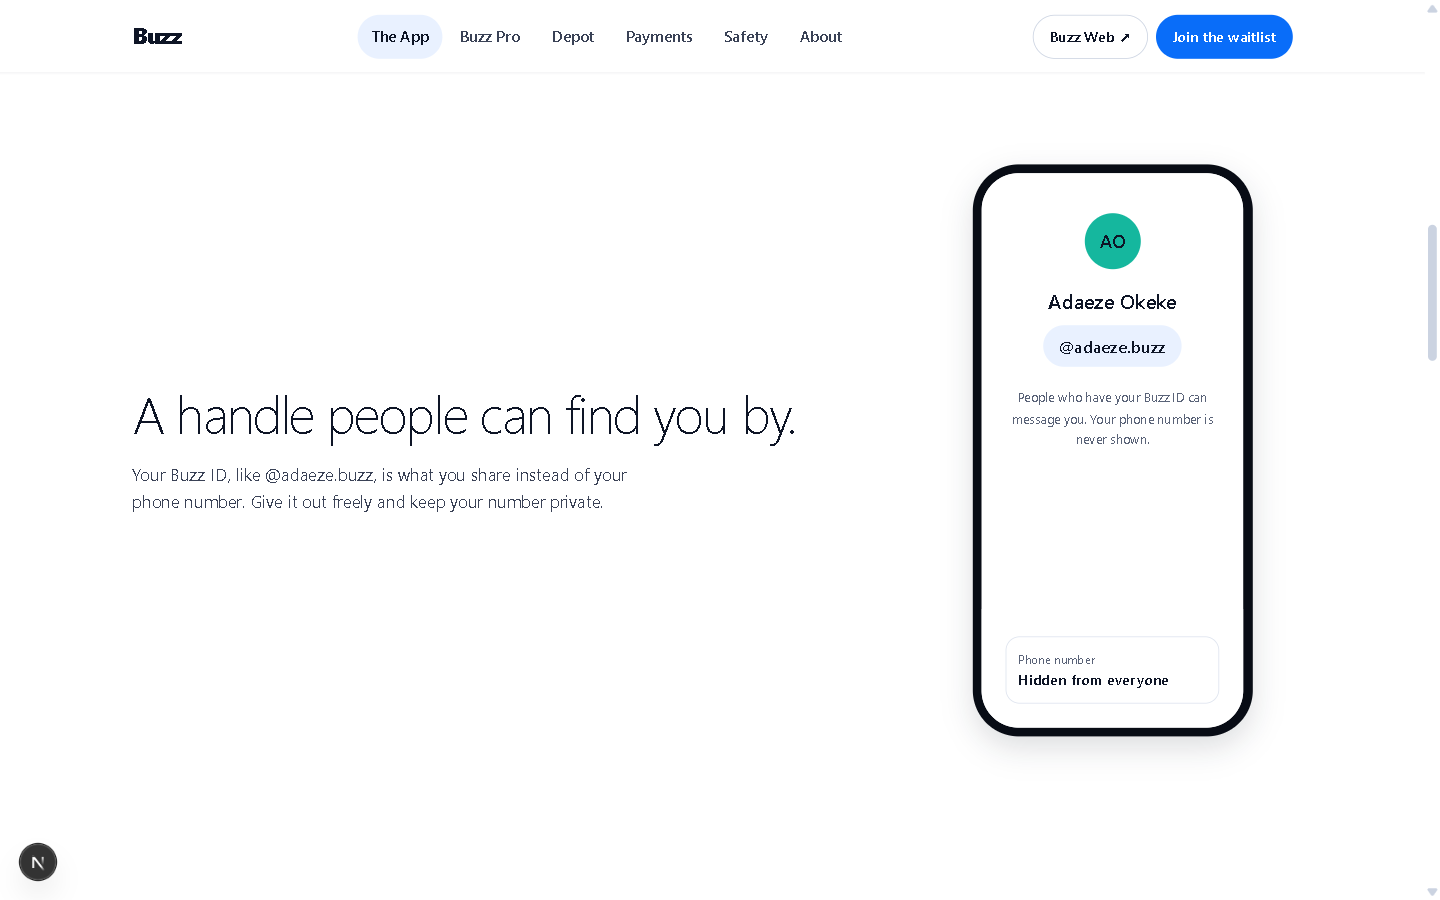 Buzz
The App
Buzz Pro
Depot
Payments
Safety
About
Buzz Web ↗
Join the waitlist
A handle people can find you by.
Your Buzz ID, like @adaeze.buzz, is what you share instead of your
phone number. Give it out freely and keep your number private.
AO
Adaeze Okeke
@adaeze.buzz
People who have your Buzz ID can
message you. Your phone number is
never shown.
Phone number
Hidden from everyone
N